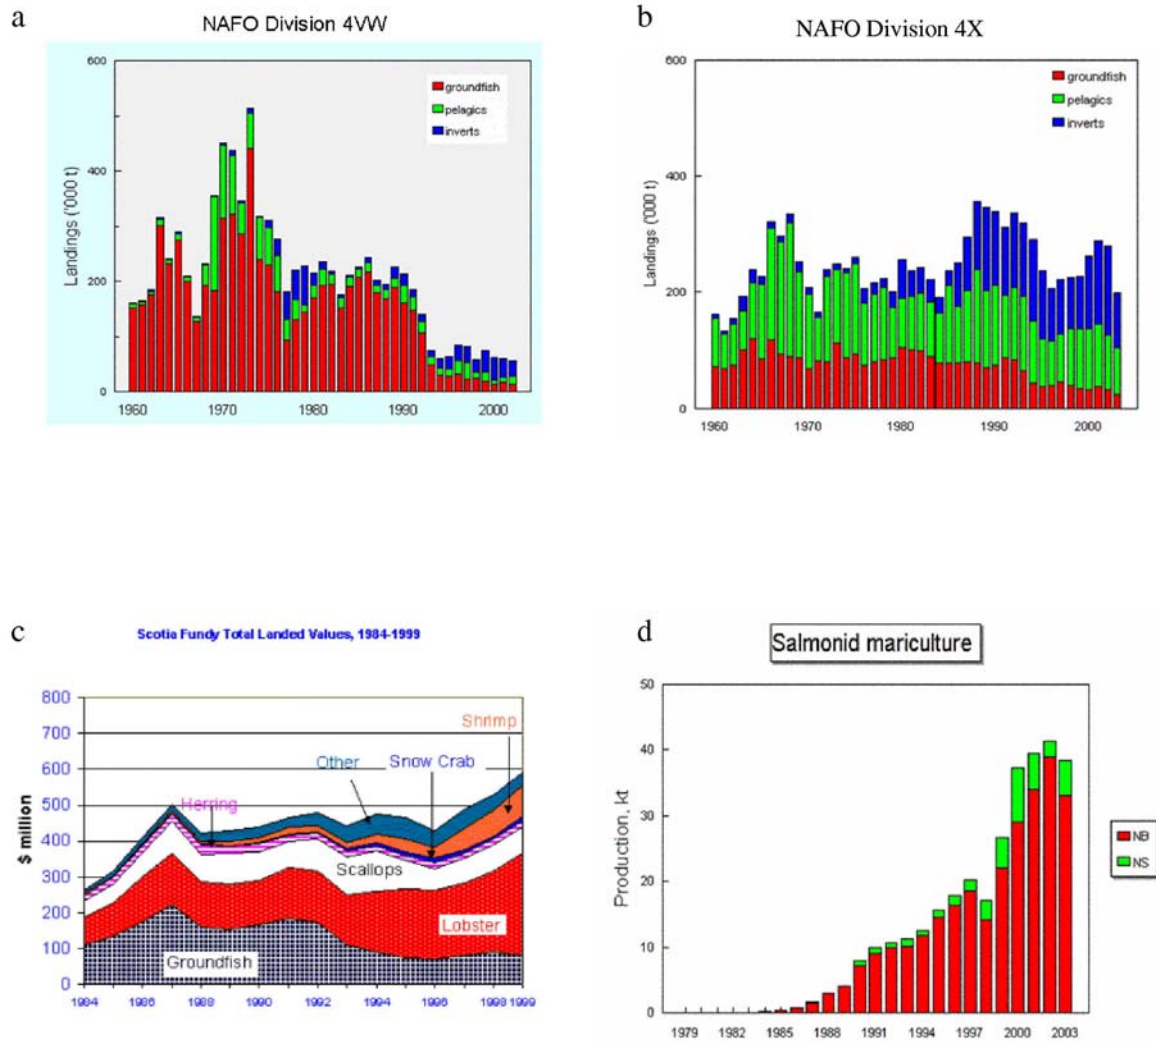 a
NAFO Division 4VW
600
400
200
0
Landings ('000 t)
groundfish
pelagics
inverts
1960 1970 1980 1990 2000
b
NAFO Division 4X
600
400
200
0
Landings ('000 t)
groundfish
pelagics
inverts
1960 1970 1980 1990 2000
c
Scotia Fundy Total Landed Values, 1984-1999
800
700
600
500
400
300
200
100
0
$ million
Shrimp
Other
Snow Crab
Herring
Scallops
Lobster
Groundfish
1984 1986 1988 1990 1992 1994 1996 1998 1999
d
Salmonid mariculture
50
40
30
20
10
0
Production, kt
NB
NS
1979 1982 1985 1988 1991 1994 1997 2000 2003